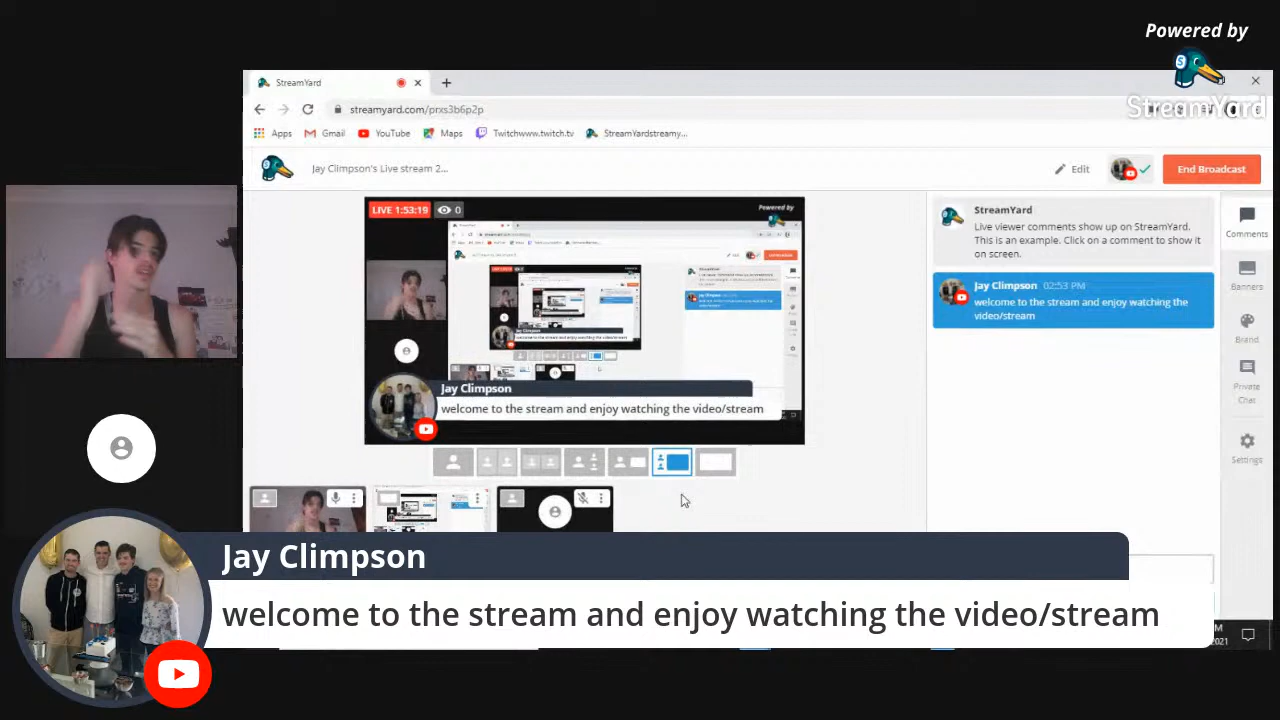 Powered by
StreamYard
StreamYard
streamyard.com/prxs3b6p2p
Apps
Gmail
YouTube
Maps
Twitchwww.twitch.tv
StreamYardstreamy...
Jay Climpson's Live stream 2...
Edit
End Broadcast
LIVE 1:53:19
0
Powered by
Jay Climpson
welcome to the stream and enjoy watching the video/stream
StreamYard
Live viewer comments show up on StreamYard.
This is an example. Click on a comment to show it
on screen.
Jay Climpson 02:53 PM
welcome to the stream and enjoy watching the
video/stream
Comments
Banners
Brand
Private
Chat
Settings
Jay Climpson
welcome to the stream and enjoy watching the video/stream